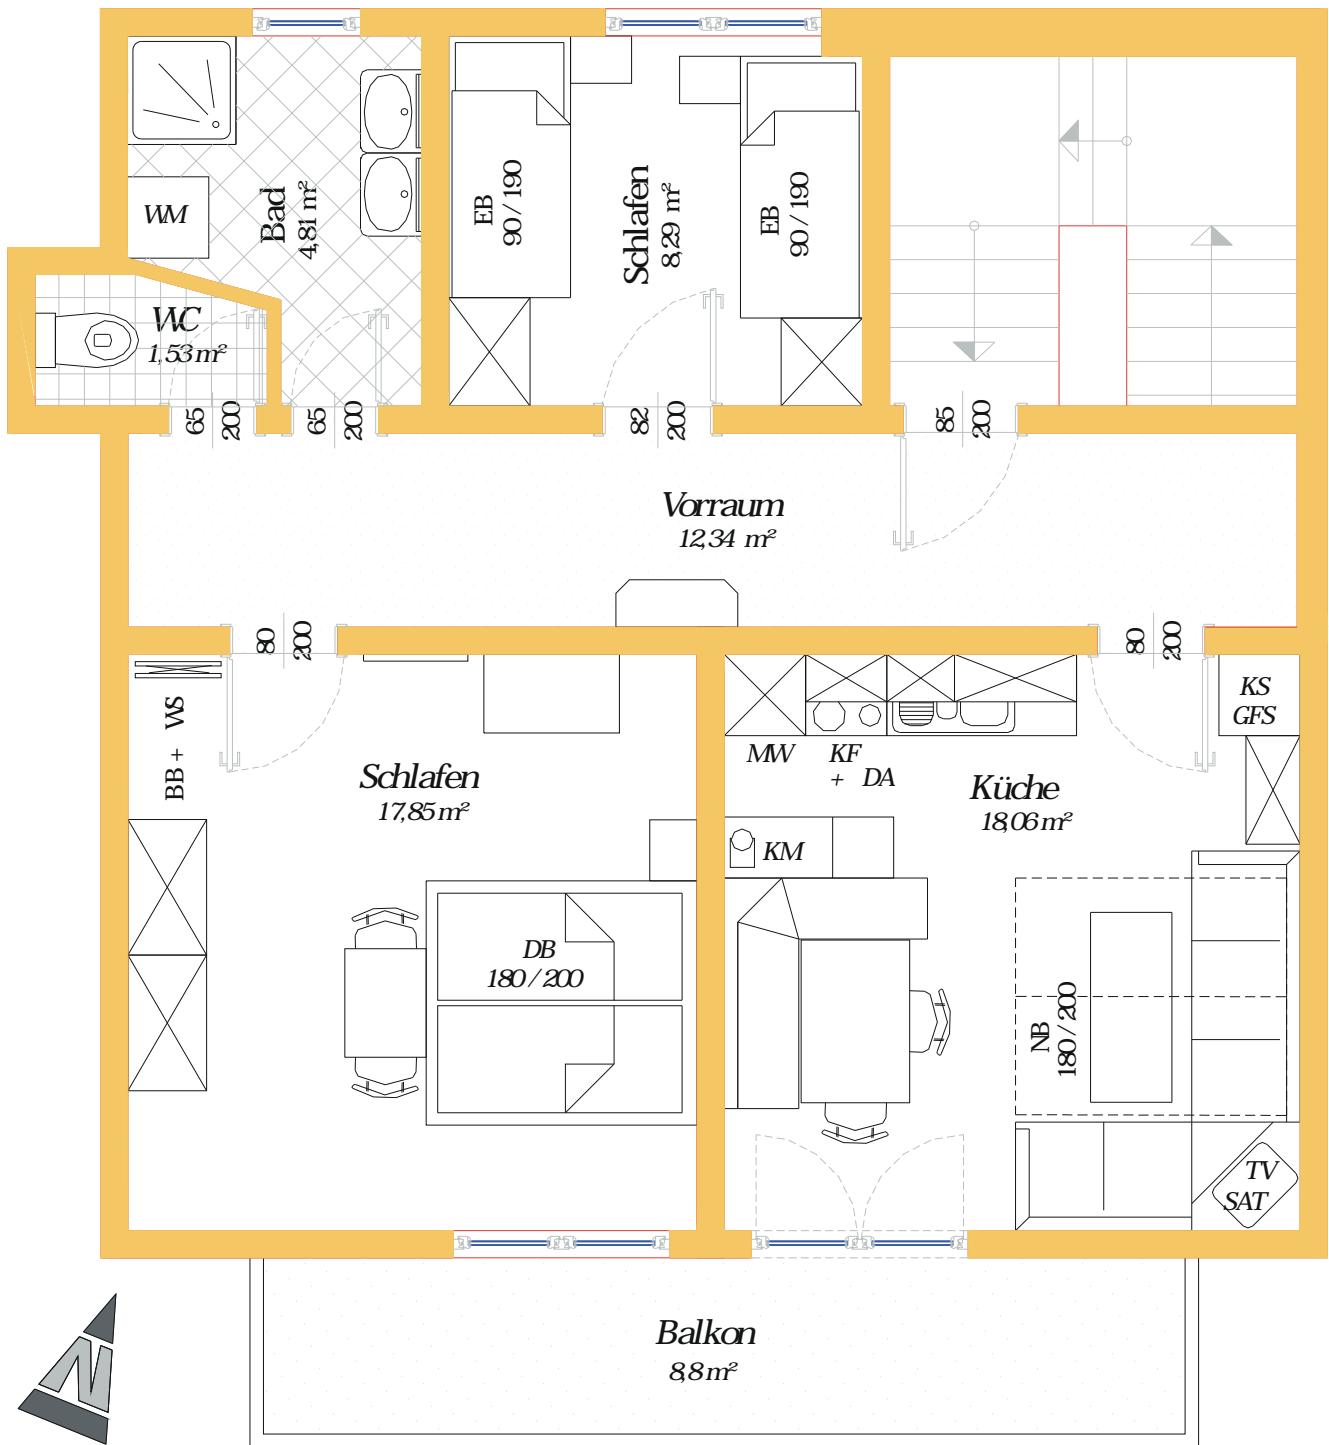 WM
Bad
4,81 m²
EB
90 / 190
Schlafen
8,29 m²
EB
90 / 190
WC
1,53 m²
65
200
65
200
82
200
85
200
Vorraum
12,34 m²
80
200
80
200
BB + WS
Schlafen
17,85 m²
DB
180 / 200
MW
KF
+ DA
KS
GFS
Küche
18,06 m²
KM
NB
180 / 200
TV
SAT
Balkon
8,8 m²
N